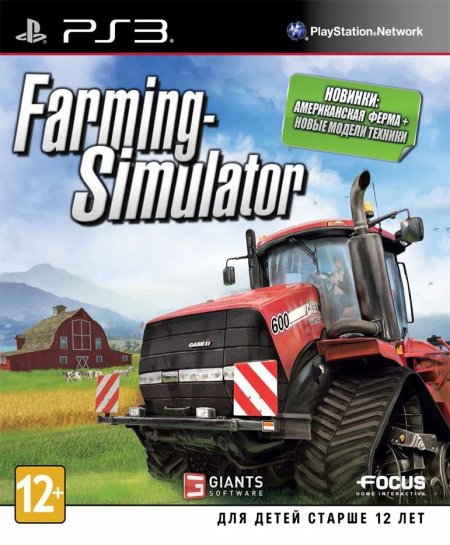 PS3
PlayStation®Network
НОВИНКИ:
АМЕРИКАНСКАЯ ФЕРМА +
НОВЫЕ МОДЕЛИ ТЕХНИКИ
Farming-
Simulator
600
CASE IH
12+
GIANTS
SOFTWARE
FOCUS
HOME INTERACTIVE
ДЛЯ ДЕТЕЙ СТАРШЕ 12 ЛЕТ